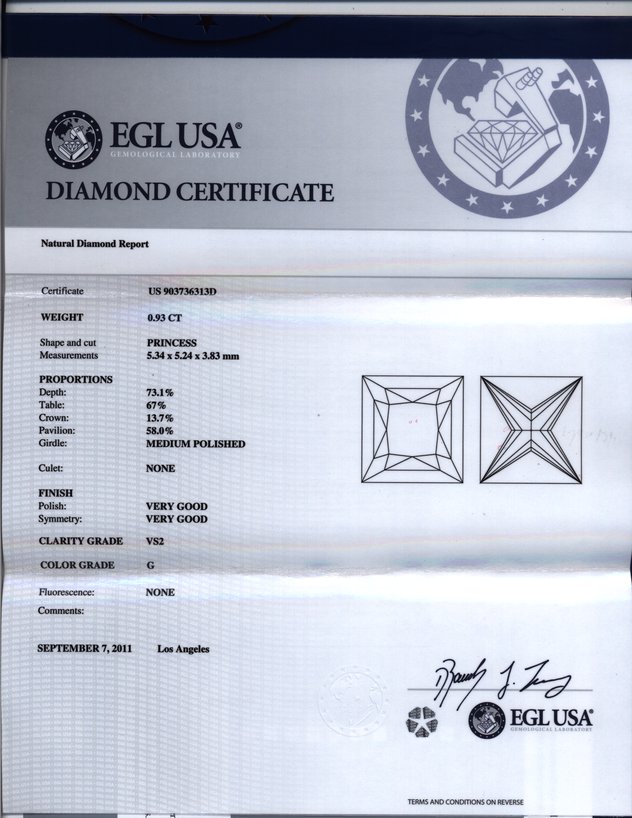 EGL USA®
GEMOLOGICAL LABORATORY
DIAMOND CERTIFICATE
Natural Diamond Report
Certificate US 903736313D
WEIGHT 0.93 CT
Shape and cut PRINCESS
Measurements 5.34 x 5.24 x 3.83 mm
PROPORTIONS
Depth: 73.1%
Table: 67%
Crown: 13.7%
Pavilion: 58.0%
Girdle: MEDIUM POLISHED
Culet: NONE
FINISH
Polish: VERY GOOD
Symmetry: VERY GOOD
CLARITY GRADE VS2
COLOR GRADE G
Fluorescence: NONE
Comments:
SEPTEMBER 7, 2011 Los Angeles
EGL USA®
GEMOLOGICAL LABORATORY
TERMS AND CONDITIONS ON REVERSE